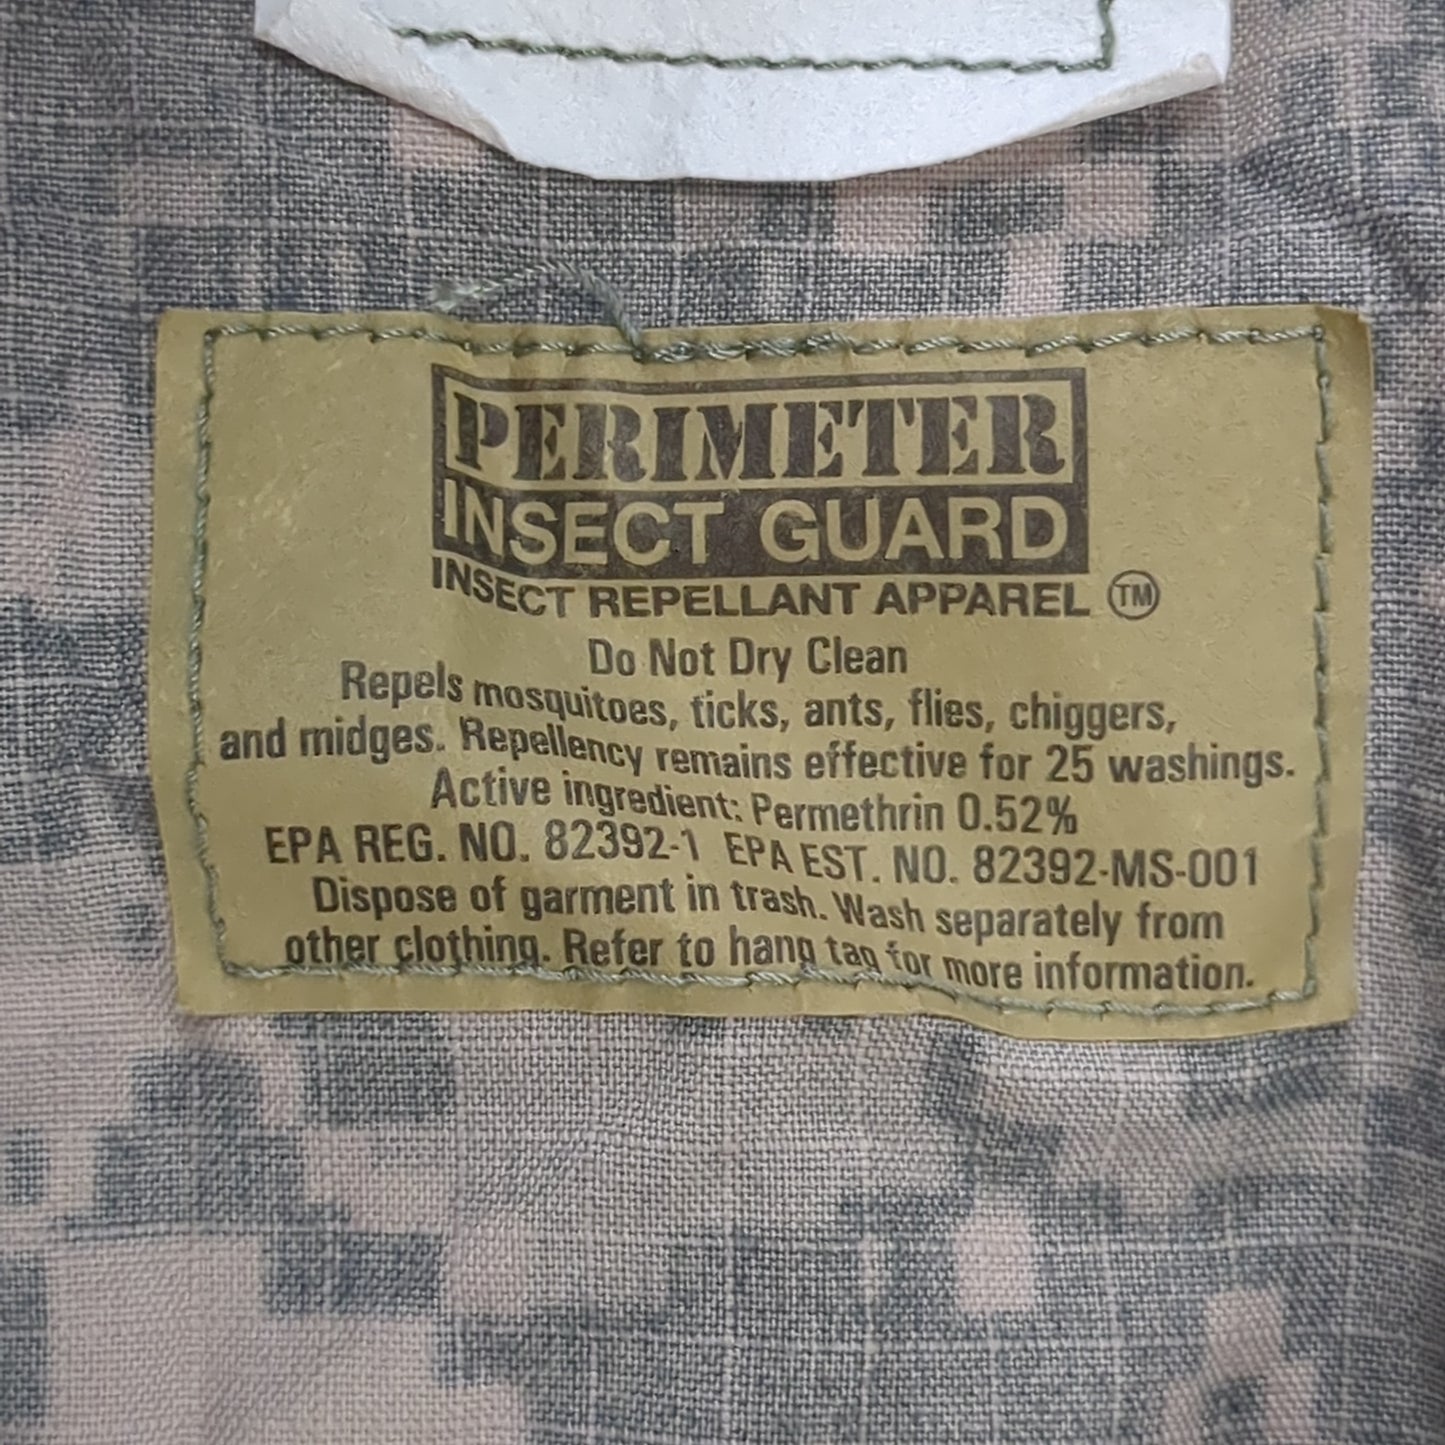 PERIMETER
INSECT GUARD
INSECT REPELLANT APPAREL TM
Do Not Dry Clean
Repels mosquitoes, ticks, ants, flies, chiggers,
and midges. Repellency remains effective for 25 washings.
Active ingredient: Permethrin 0.52%
EPA REG. NO. 82392-1 EPA EST. NO. 82392-MS-001
Dispose of garment in trash. Wash separately from
other clothing. Refer to hang tag for more information.